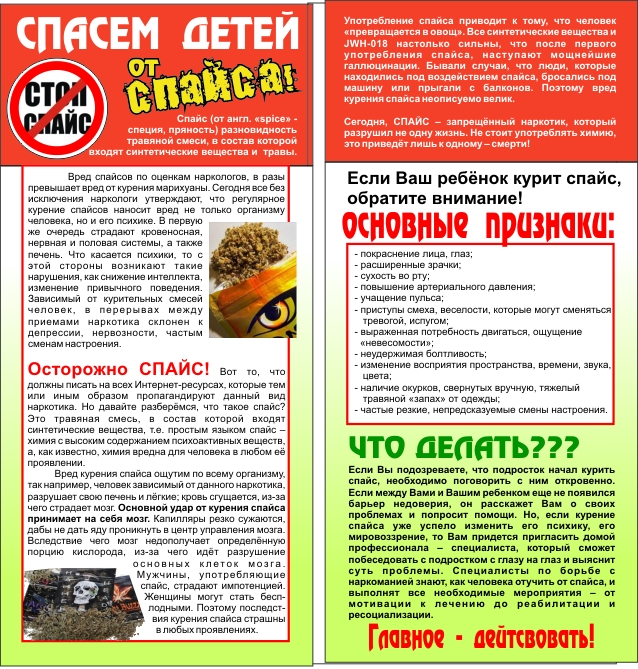 СПАСЕМ ДЕТЕЙ
от
Спайса!
СТОП
СПАЙС
Спайс (от англ. «spice» -
специя, пряность) разновидность
травяной смеси, в состав которой
входят синтетические вещества и травы.
Вред спайсов по оценкам наркологов, в разы
превышает вред от курения марихуаны. Сегодня все без
исключения наркологи утверждают, что регулярное
курение спайсов наносит вред не только организму
человека, но и его психике. В первую
же очередь страдают кровеносная,
нервная и половая системы, а также
печень. Что касается психики, то с
этой стороны возникают такие
нарушения, как снижение интеллекта,
изменение привычного поведения.
Зависимый от курительных смесей
человек, в перерывах между
приемами наркотика склонен к
депрессии, нервозности, частым
сменам настроения.
Осторожно СПАЙС! Вот то, что
должны писать на всех Интернет-ресурсах, которые тем
или иным образом пропагандируют данный вид
наркотика. Но давайте разберёмся, что такое спайс?
Это травяная смесь, в состав которой входят
синтетические вещества, т.е. простым языком спайс –
химия с высоким содержанием психоактивных веществ,
а, как известно, химия вредна для человека в любом её
проявлении.
Вред курения спайса ощутим по всему организму,
так например, человек зависимый от данного наркотика,
разрушает свою печень и лёгкие; кровь сгущается, из-за
чего страдает мозг. Основной удар от курения спайса
принимает на себя мозг. Капилляры резко сужаются,
дабы не дать яду проникнуть в центр управления мозга.
Вследствие чего мозг недополучает определённую
порцию кислорода, из-за чего идёт разрушение
основных клеток мозга.
Мужчины, употребляющие
спайс, страдают импотенцией.
Женщины могут стать бесп-
лодными. Поэтому последст-
вия курения спайса страшны
в любых проявлениях.
Употребление спайса приводит к тому, что человек
«превращается в овощ». Все синтетические вещества и
JWH-018 настолько сильны, что после первого
употребления спайса, наступают мощнейшие
галлюцинации. Бывали случаи, что люди, которые
находились под воздействием спайса, бросались под
машину или прыгали с балконов. Поэтому вред
курения спайса неописуемо велик.
Сегодня, СПАЙС – запрещённый наркотик, который
разрушил не одну жизнь. Не стоит употреблять химию,
это приведёт лишь к одному – смерти!
Если Ваш ребёнок курит спайс,
обратите внимание!
основные признаки:
- покраснение лица, глаз;
- расширенные зрачки;
- сухость во рту;
- повышение артериального давления;
- учащение пульса;
- приступы смеха, веселости, которые могут сменяться
тревогой, испугом;
- выраженная потребность двигаться, ощущение
«невесомости»;
- неудержимая болтливость;
- изменение восприятия пространства, времени, звука,
цвета;
- наличие окурков, свернутых вручную, тяжелый
травяной «запах» от одежды;
- частые резкие, непредсказуемые смены настроения.
ЧТО ДЕЛАТЬ???
Если Вы подозреваете, что подросток начал курить
спайс, необходимо поговорить с ним откровенно.
Если между Вами и Вашим ребенком еще не появился
барьер недоверия, он расскажет Вам о своих
проблемах и попросит помощи. Но, если курение
спайса уже успело изменить его психику, его
мировоззрение, то Вам придется пригласить домой
профессионала – специалиста, который сможет
побеседовать с подростком с глазу на глаз и выяснит
суть проблемы. Специалисты по борьбе с
наркоманией знают, как человека отучить от спайса, и
выполнят все необходимые мероприятия – от
мотивации к лечению до реабилитации и
ресоциализации.
Главное - дейтсвовать!